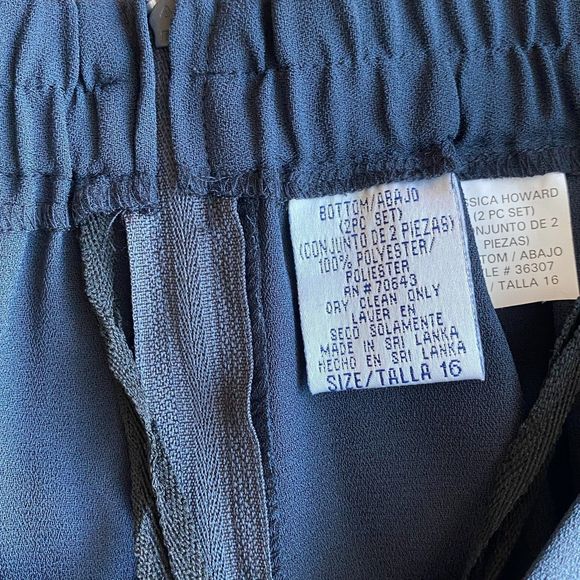 BOTTOM/ABAJO
(2PC SET)
(CONJUNTO DE 2 PIEZAS)
100% POLYESTER/
POLIESTER
RN# 70643
DRY CLEAN ONLY
LAVER EN
SECO SOLAMENTE
MADE IN SRI LANKA
HECHO EN SRI LANKA
SIZE/TALLA 16
SSICA HOWARD
(2 PC SET)
NJUNTO DE 2
PIEZAS)
TOM / ABAJO
LE # 36307
/ TALLA 16